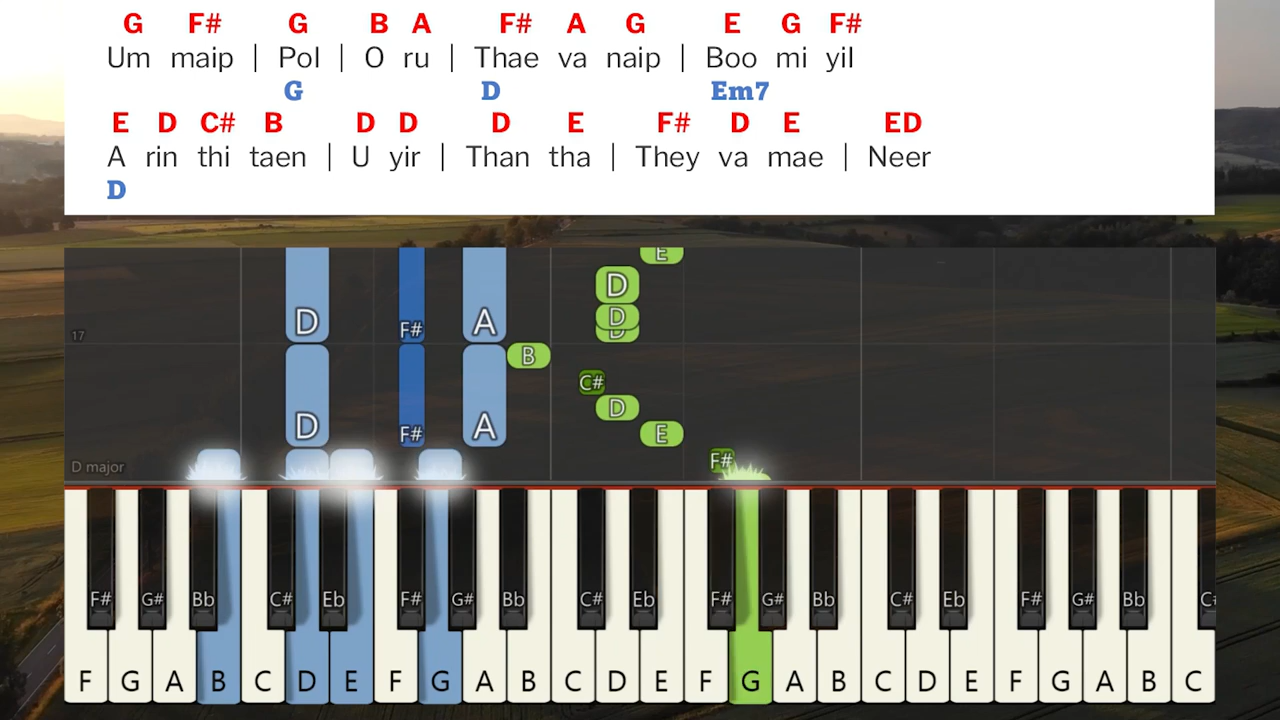 G F# G B A F# A G E G F#
Um maip | Pol | O ru | Thae va naip | Boo mi yil
G D Em7
E D C# B D D D E F# D E ED
A rin thi taen | U yir | Than tha | They va mae | Neer
D
E
D
D F# A D
17
B
C#
D F# A D
E
D major F#
F# G# Bb C# Eb F# G# Bb C# Eb F# G# Bb C# Eb F# G# Bb
F G A B C D E F G A B C D E F G A B C D E F G A B C